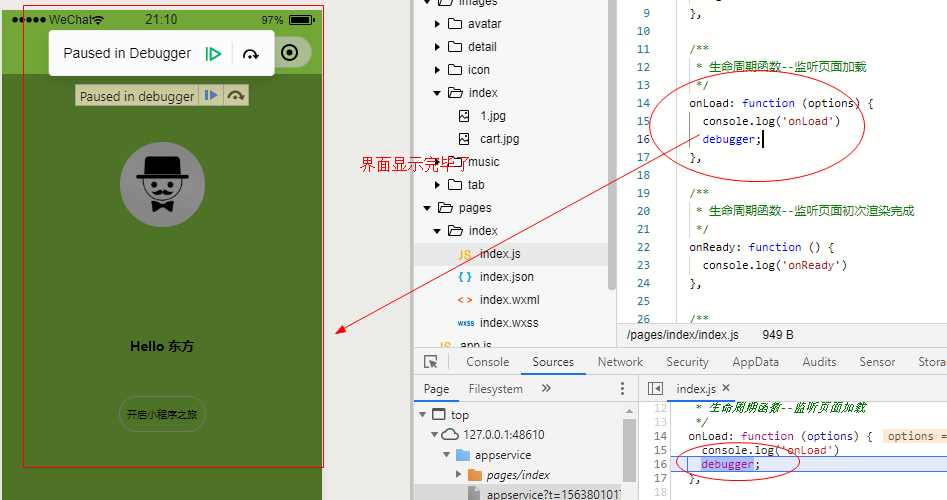 ●●●●● WeChat 21:10 97%
Paused in Debugger
Paused in debugger
Hello 东方
开启小程序之旅
界面显示完毕了
images
avatar
detail
icon
index
1.jpg
cart.jpg
music
tab
pages
index
JS index.js
{ } index.json
< > index.wxml
wxss index.wxss
JS app.js
9 },
10
11 /**
12 * 生命周期函数--监听页面加载
13 */
14 onLoad: function (options) {
15 console.log('onLoad')
16 debugger;
17 },
18
19 /**
20 * 生命周期函数--监听页面初次渲染完成
21 */
22 onReady: function () {
23 console.log('onReady')
24 },
25
26 /**
/pages/index/index.js 949 B
Console Sources Network Security AppData Audits Sensor Stora
Page Filesystem »
top
127.0.0.1:48610
appservice
pages/index
appservice?t=1563801017
index.js ×
12 * 生命周期函数--监听页面加载
13 */
14 onLoad: function (options) { options =
15 console.log('onLoad')
16 debugger;
17 },
18